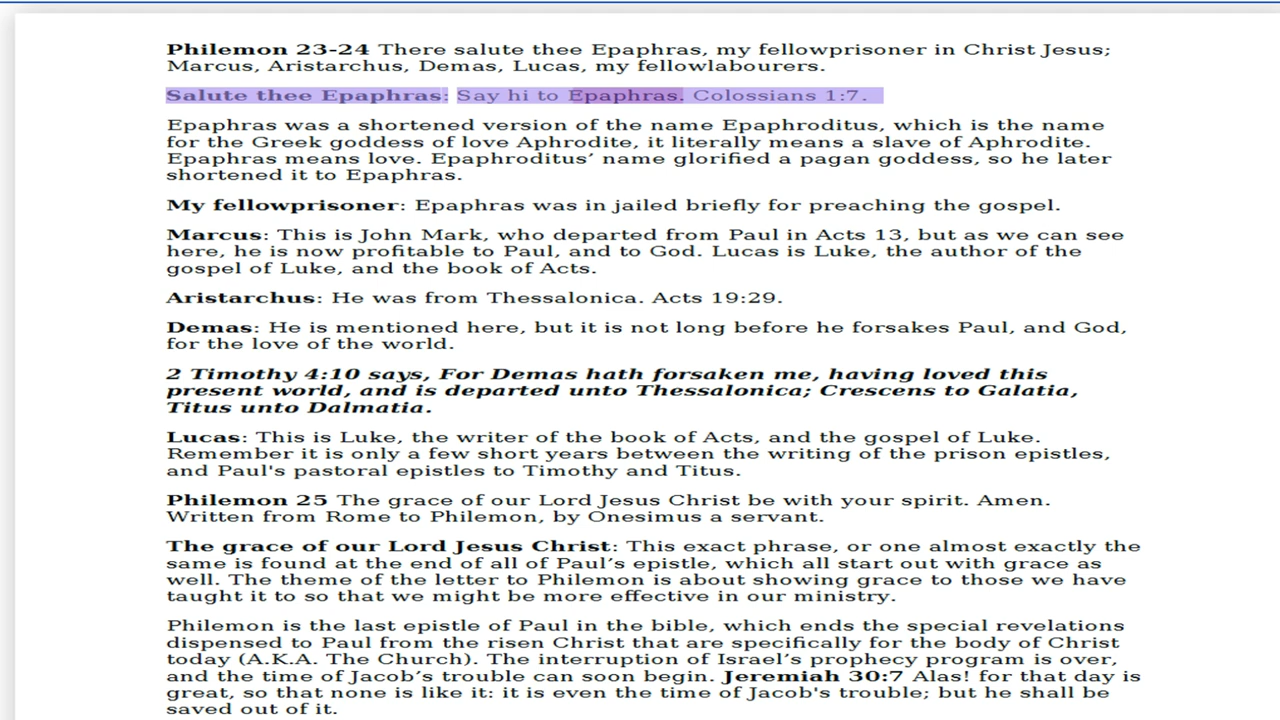 Philemon 23-24 There salute thee Epaphras, my fellowprisoner in Christ Jesus;
Marcus, Aristarchus, Demas, Lucas, my fellowlabourers.
Salute thee Epaphras: Say hi to Epaphras. Colossians 1:7.
Epaphras was a shortened version of the name Epaphroditus, which is the name
for the Greek goddess of love Aphrodite, it literally means a slave of Aphrodite.
Epaphras means love. Epaphroditus’ name glorified a pagan goddess, so he later
shortened it to Epaphras.
My fellowprisoner: Epaphras was in jailed briefly for preaching the gospel.
Marcus: This is John Mark, who departed from Paul in Acts 13, but as we can see
here, he is now profitable to Paul, and to God. Lucas is Luke, the author of the
gospel of Luke, and the book of Acts.
Aristarchus: He was from Thessalonica. Acts 19:29.
Demas: He is mentioned here, but it is not long before he forsakes Paul, and God,
for the love of the world.
2 Timothy 4:10 says, For Demas hath forsaken me, having loved this
present world, and is departed unto Thessalonica; Crescens to Galatia,
Titus unto Dalmatia.
Lucas: This is Luke, the writer of the book of Acts, and the gospel of Luke.
Remember it is only a few short years between the writing of the prison epistles,
and Paul's pastoral epistles to Timothy and Titus.
Philemon 25 The grace of our Lord Jesus Christ be with your spirit. Amen.
Written from Rome to Philemon, by Onesimus a servant.
The grace of our Lord Jesus Christ: This exact phrase, or one almost exactly the
same is found at the end of all of Paul’s epistle, which all start out with grace as
well. The theme of the letter to Philemon is about showing grace to those we have
taught it to so that we might be more effective in our ministry.
Philemon is the last epistle of Paul in the bible, which ends the special revelations
dispensed to Paul from the risen Christ that are specifically for the body of Christ
today (A.K.A. The Church). The interruption of Israel’s prophecy program is over,
and the time of Jacob’s trouble can soon begin. Jeremiah 30:7 Alas! for that day is
great, so that none is like it: it is even the time of Jacob's trouble; but he shall be
saved out of it.